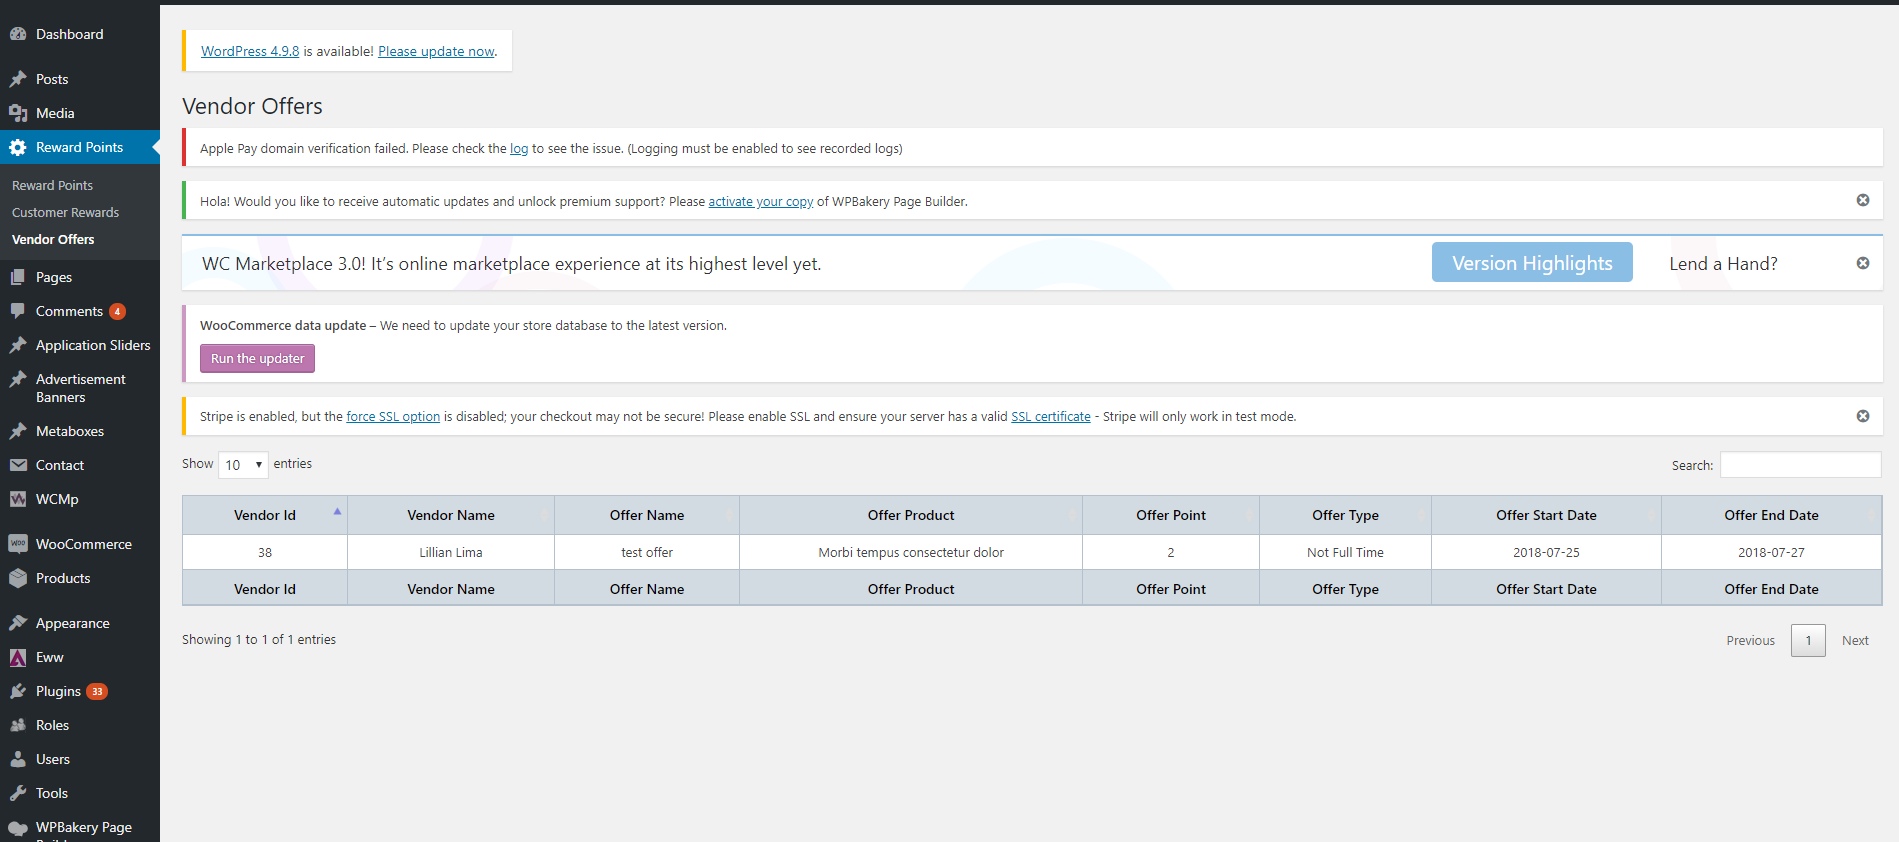 Dashboard
Posts
Media
Reward Points
Reward Points
Customer Rewards
Vendor Offers
Pages
Comments 4
Application Sliders
Advertisement
Banners
Metaboxes
Contact
WCMp
WOO WooCommerce
Products
Appearance
Eww
Plugins 33
Roles
Users
Tools
WPBakery Page
WordPress 4.9.8 is available! Please update now.
Vendor Offers
Apple Pay domain verification failed. Please check the log to see the issue. (Logging must be enabled to see recorded logs)
Hola! Would you like to receive automatic updates and unlock premium support? Please activate your copy of WPBakery Page Builder.
WC Marketplace 3.0! It’s online marketplace experience at its highest level yet. Version Highlights Lend a Hand?
WooCommerce data update – We need to update your store database to the latest version.
Run the updater
Stripe is enabled, but the force SSL option is disabled; your checkout may not be secure! Please enable SSL and ensure your server has a valid SSL certificate - Stripe will only work in test mode.
Show 10 entries Search:
Vendor Id Vendor Name Offer Name Offer Product Offer Point Offer Type Offer Start Date Offer End Date
38 Lillian Lima test offer Morbi tempus consectetur dolor 2 Not Full Time 2018-07-25 2018-07-27
Vendor Id Vendor Name Offer Name Offer Product Offer Point Offer Type Offer Start Date Offer End Date
Showing 1 to 1 of 1 entries Previous 1 Next